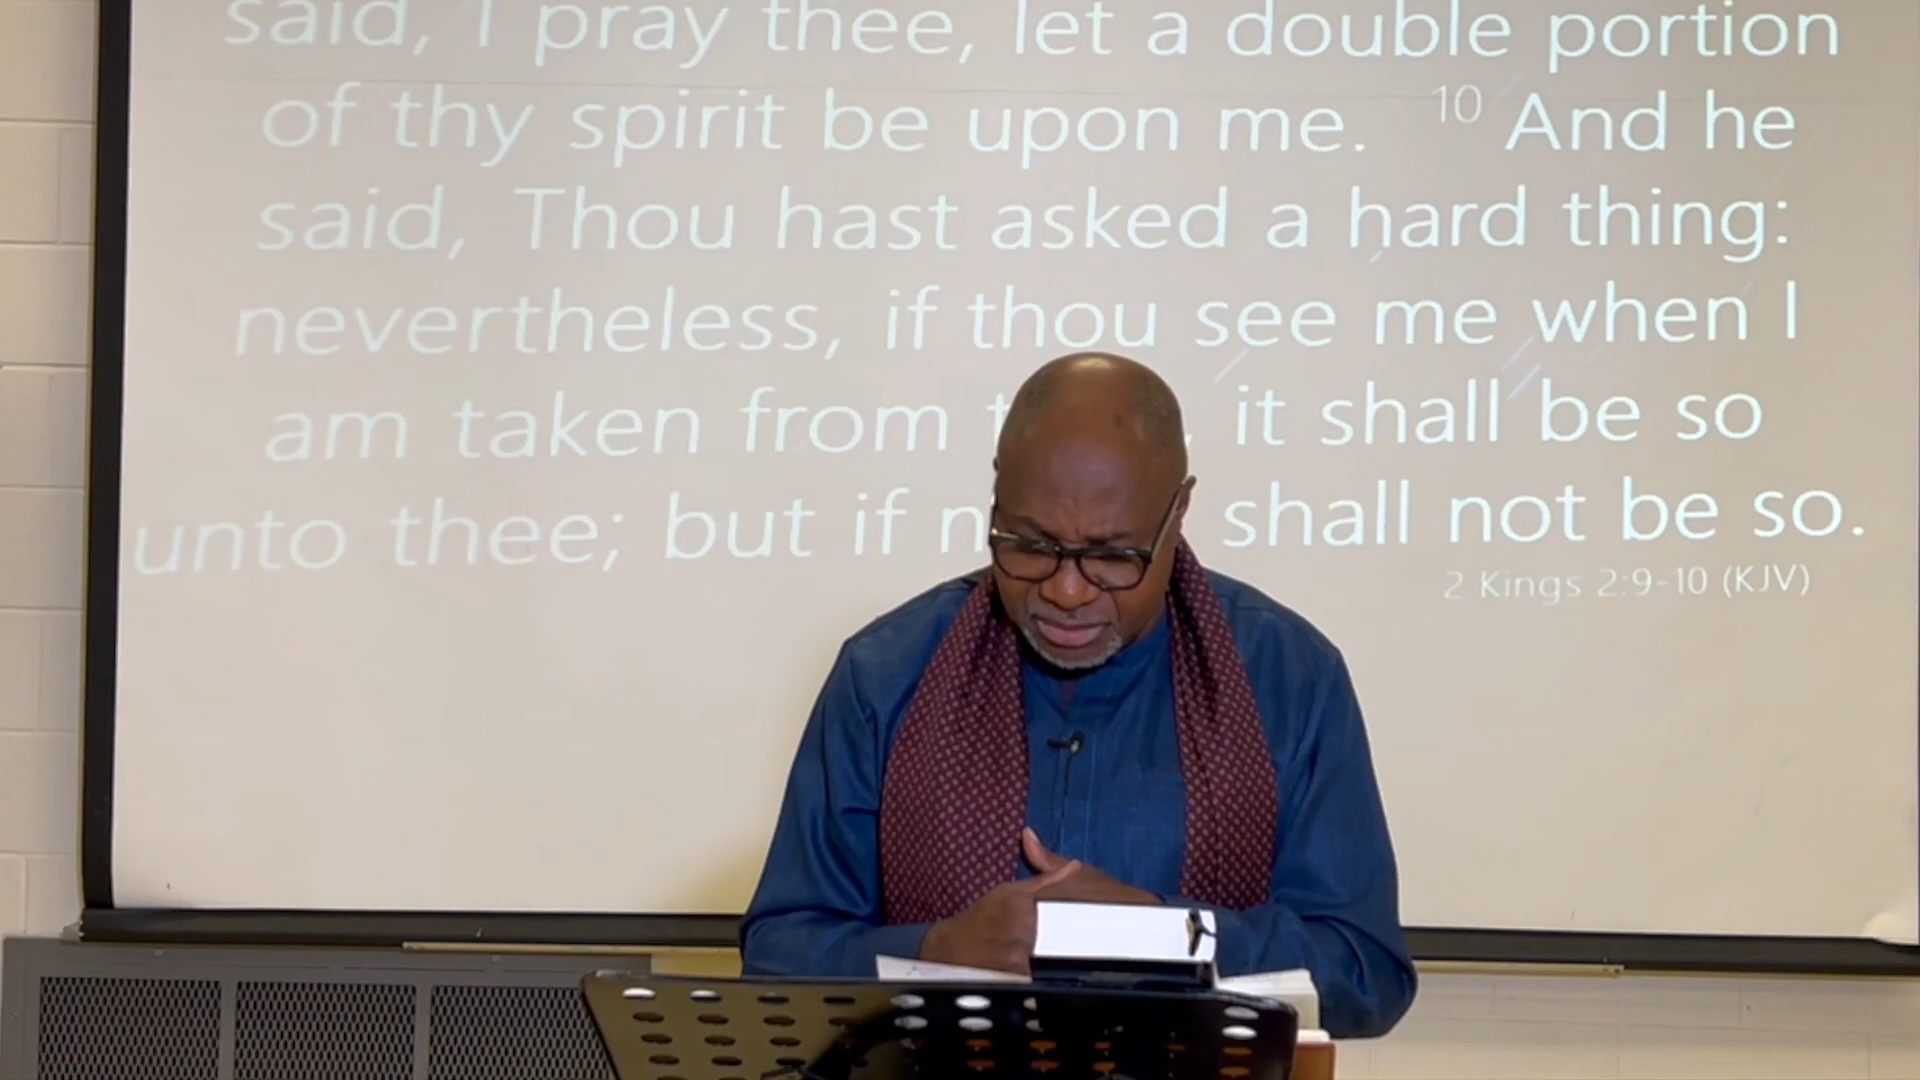 said, I pray thee, let a double portion
of thy spirit be upon me. 10 And he
said, Thou hast asked a hard thing:
nevertheless, if thou see me when I
am taken from , it shall be so
unto thee; but if shall not be so.
2 Kings 2:9-10 (KJV)